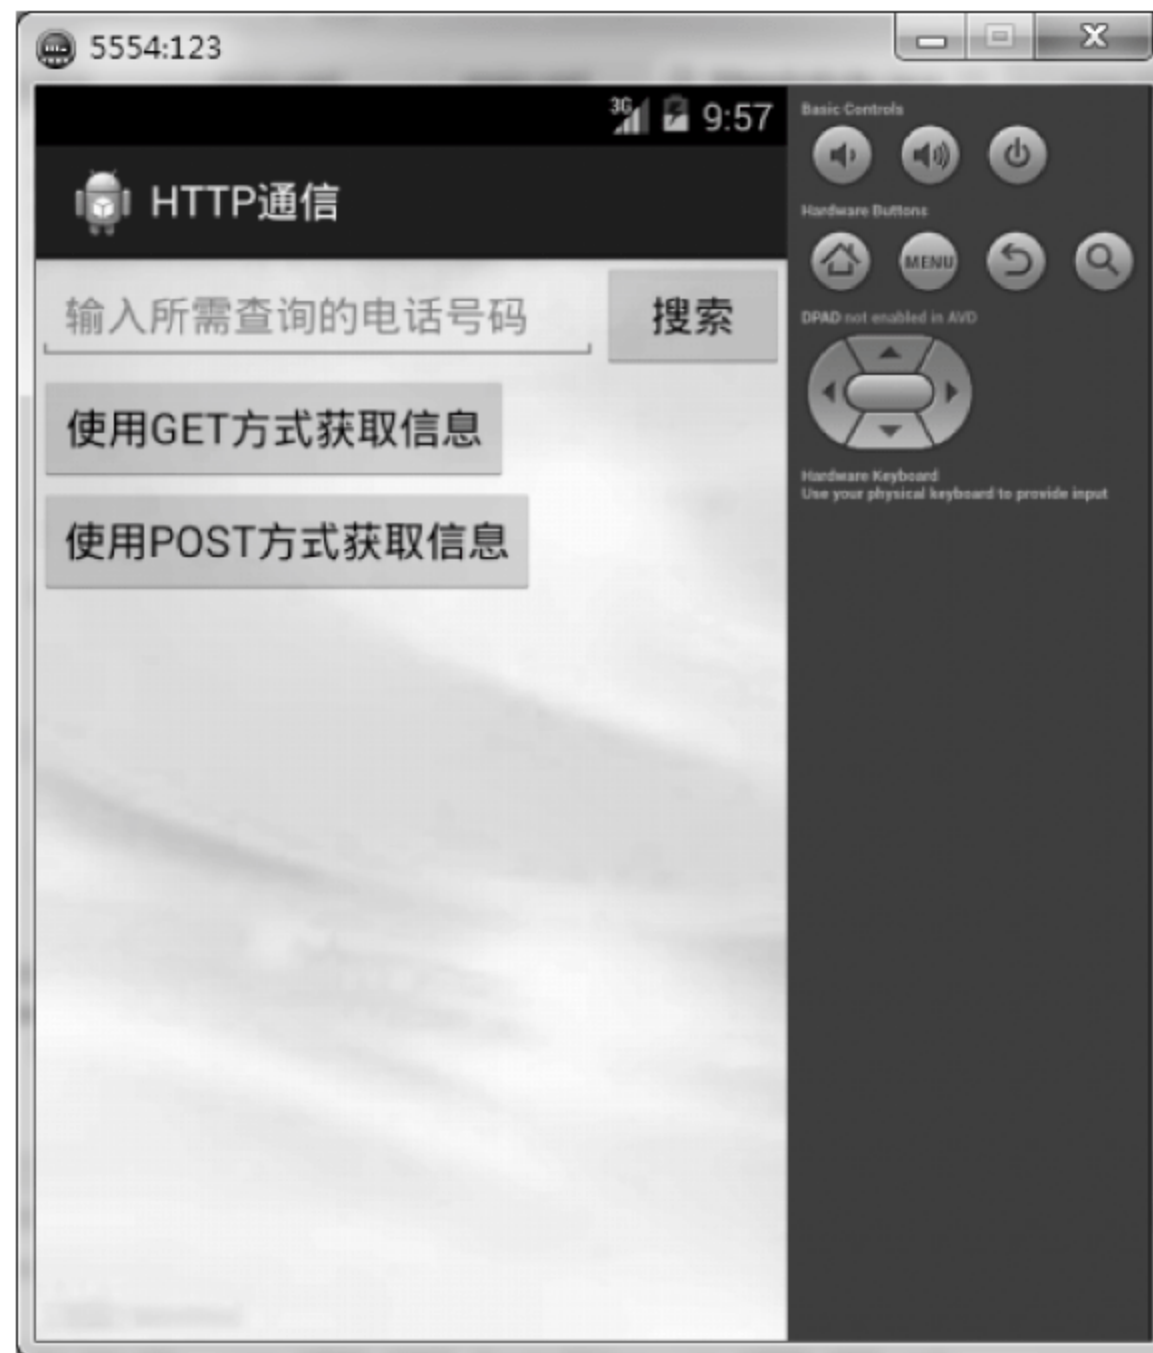 5554:123
3G 9:57
HTTP通信
输入所需查询的电话号码 搜索
使用GET方式获取信息
使用POST方式获取信息
Basic Controls
Hardware Buttons
MENU
DPAD not enabled in AVD
Hardware Keyboard
Use your physical keyboard to provide input